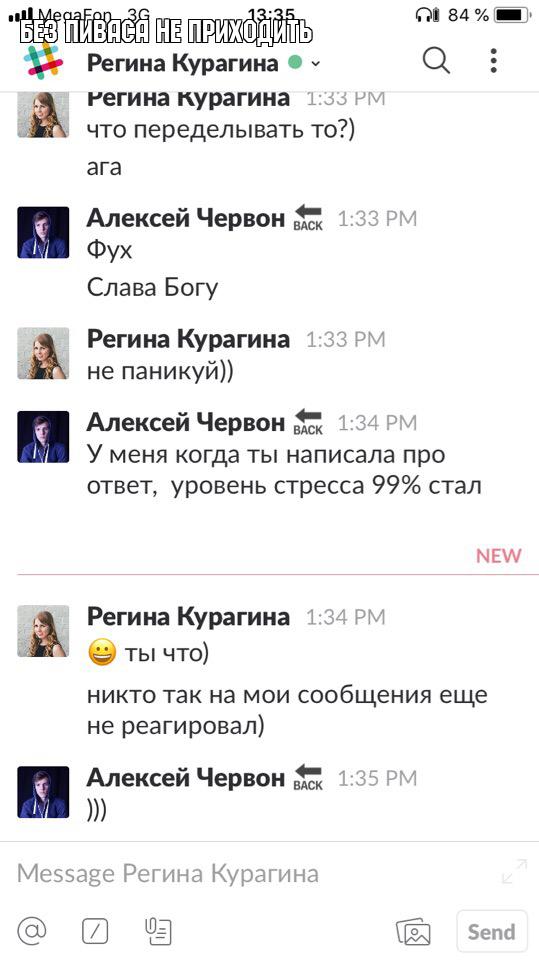 MegaFon 3G 13:35 84 %
БЕЗ ПИВАСА НЕ ПРИХОДИТЬ
Регина Курагина
Регина Курагина 1:33 PM
что переделывать то?)
ага
Алексей Червон BACK 1:33 PM
Фух
Слава Богу
Регина Курагина 1:33 PM
не паникуй))
Алексей Червон BACK 1:34 PM
У меня когда ты написала про
ответ, уровень стресса 99% стал
NEW
Регина Курагина 1:34 PM
😀 ты что)
никто так на мои сообщения еще
не реагировал)
Алексей Червон BACK 1:35 PM
)))
Message Регина Курагина
Send